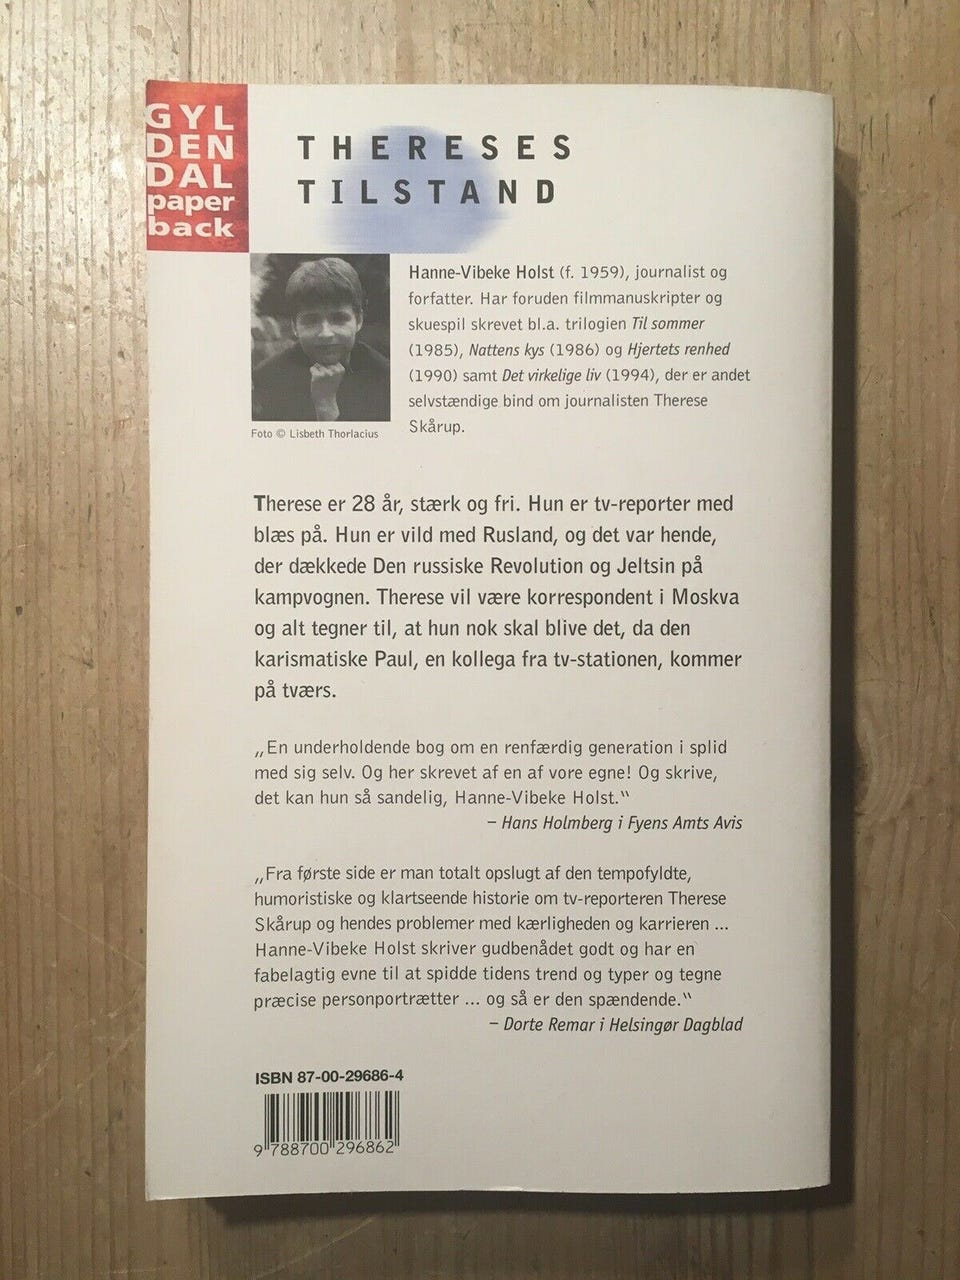 GYL
DEN
DAL
paper
back
THERESES
TILSTAND
Hanne-Vibeke Holst (f. 1959), journalist og
forfatter. Har foruden filmmanuskripter og
skuespil skrevet bl.a. trilogien Til sommer
(1985), Nattens kys (1986) og Hjertets renhed
(1990) samt Det virkelige liv (1994), der er andet
selvstændige bind om journalisten Therese
Skårup.
Foto © Lisbeth Thorlacius
Therese er 28 år, stærk og fri. Hun er tv-reporter med
blæs på. Hun er vild med Rusland, og det var hende,
der dækkede Den russiske Revolution og Jeltsin på
kampvognen. Therese vil være korrespondent i Moskva
og alt tegner til, at hun nok skal blive det, da den
karismatiske Paul, en kollega fra tv-stationen, kommer
på tværs.
„En underholdende bog om en renfærdig generation i splid
med sig selv. Og her skrevet af en af vore egne! Og skrive,
det kan hun så sandelig, Hanne-Vibeke Holst.“
– Hans Holmberg i Fyens Amts Avis
„Fra første side er man totalt opslugt af den tempofyldte,
humoristiske og klartseende historie om tv-reporteren Therese
Skårup og hendes problemer med kærligheden og karrieren ...
Hanne-Vibeke Holst skriver gudbenådet godt og har en
fabelagtig evne til at spidde tidens trend og typer og tegne
præcise personportrætter ... og så er den spændende.“
– Dorte Remar i Helsingør Dagblad
ISBN 87-00-29686-4
9 788700 296862